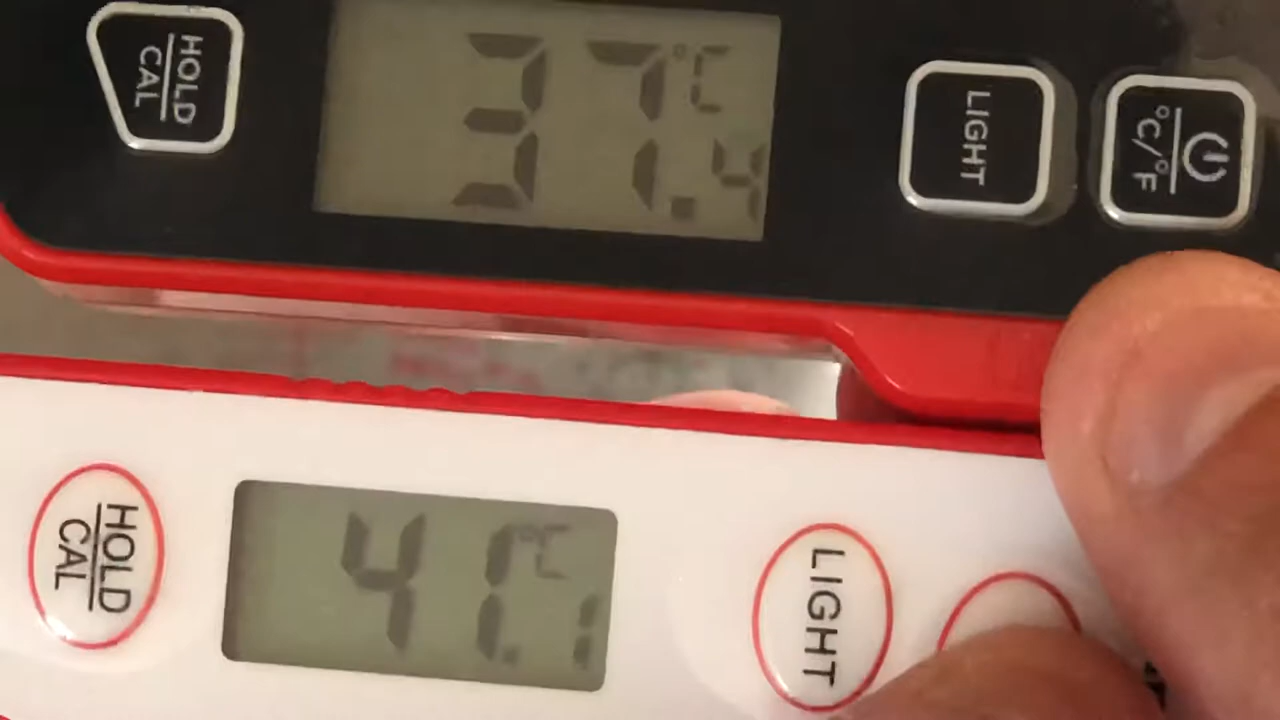 HOLD
CAL
37.4 °C
LIGHT
°C/°F
HOLD
CAL
41.1 °C
LIGHT